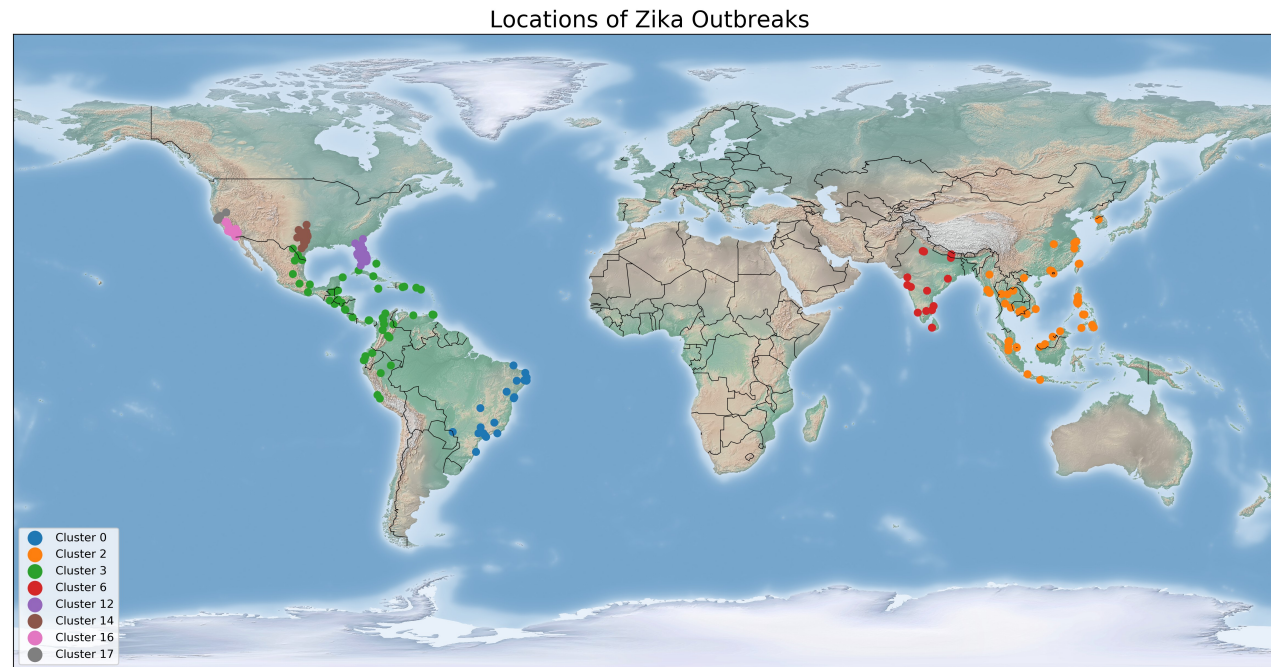 Locations of Zika Outbreaks
Cluster 0
Cluster 2
Cluster 3
Cluster 6
Cluster 12
Cluster 14
Cluster 16
Cluster 17